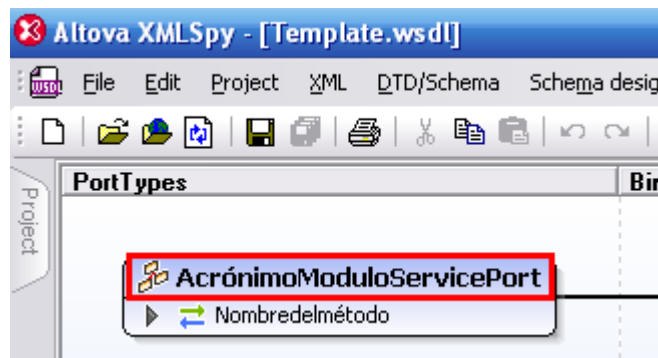 Altova XMLSpy - [Template.wsdl]
File Edit Project XML DTD/Schema Schema desig
PortTypes Bin
Project
AcrónimoModuloServicePort
Nombredelmétodo